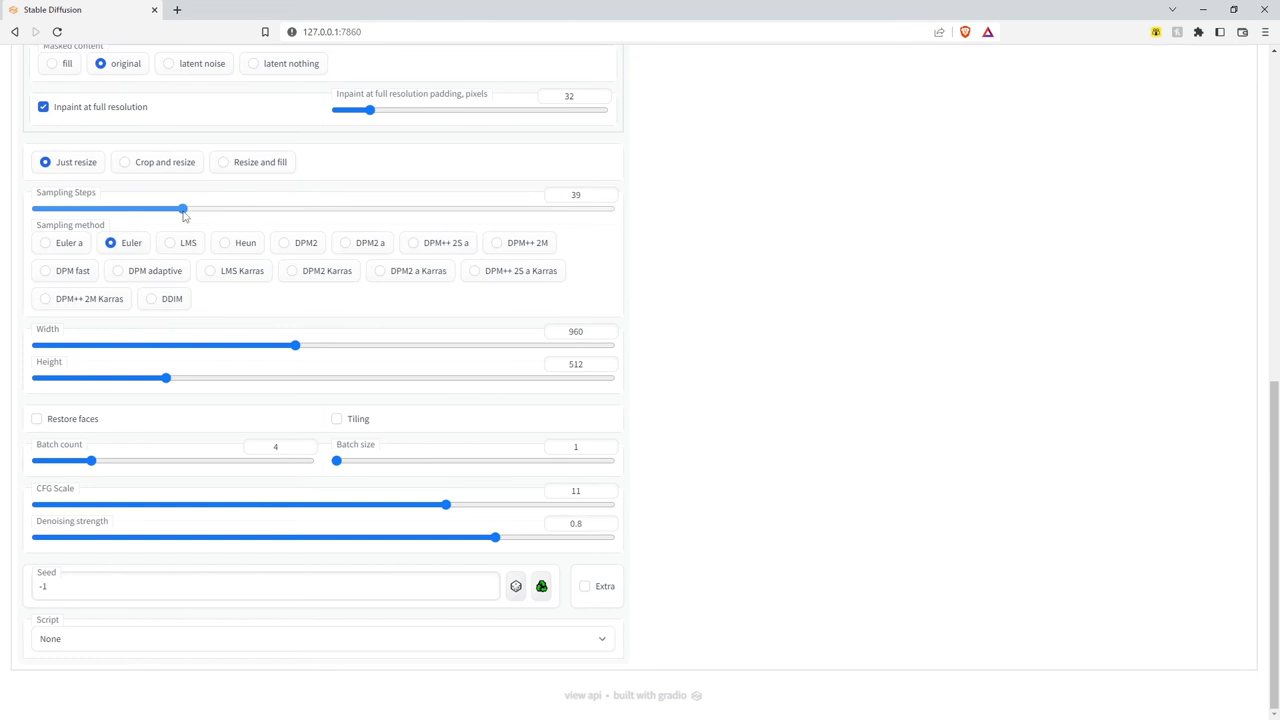 Stable Diffusion
127.0.0.1:7860
Masked content
fill
original
latent noise
latent nothing
Inpaint at full resolution
Inpaint at full resolution padding, pixels
32
Just resize
Crop and resize
Resize and fill
Sampling Steps
39
Sampling method
Euler a
Euler
LMS
Heun
DPM2
DPM2 a
DPM++ 2S a
DPM++ 2M
DPM fast
DPM adaptive
LMS Karras
DPM2 Karras
DPM2 a Karras
DPM++ 2S a Karras
DPM++ 2M Karras
DDIM
Width
960
Height
512
Restore faces
Tiling
Batch count
4
Batch size
1
CFG Scale
11
Denoising strength
0.8
Seed
-1
Extra
Script
None
view api • built with gradio